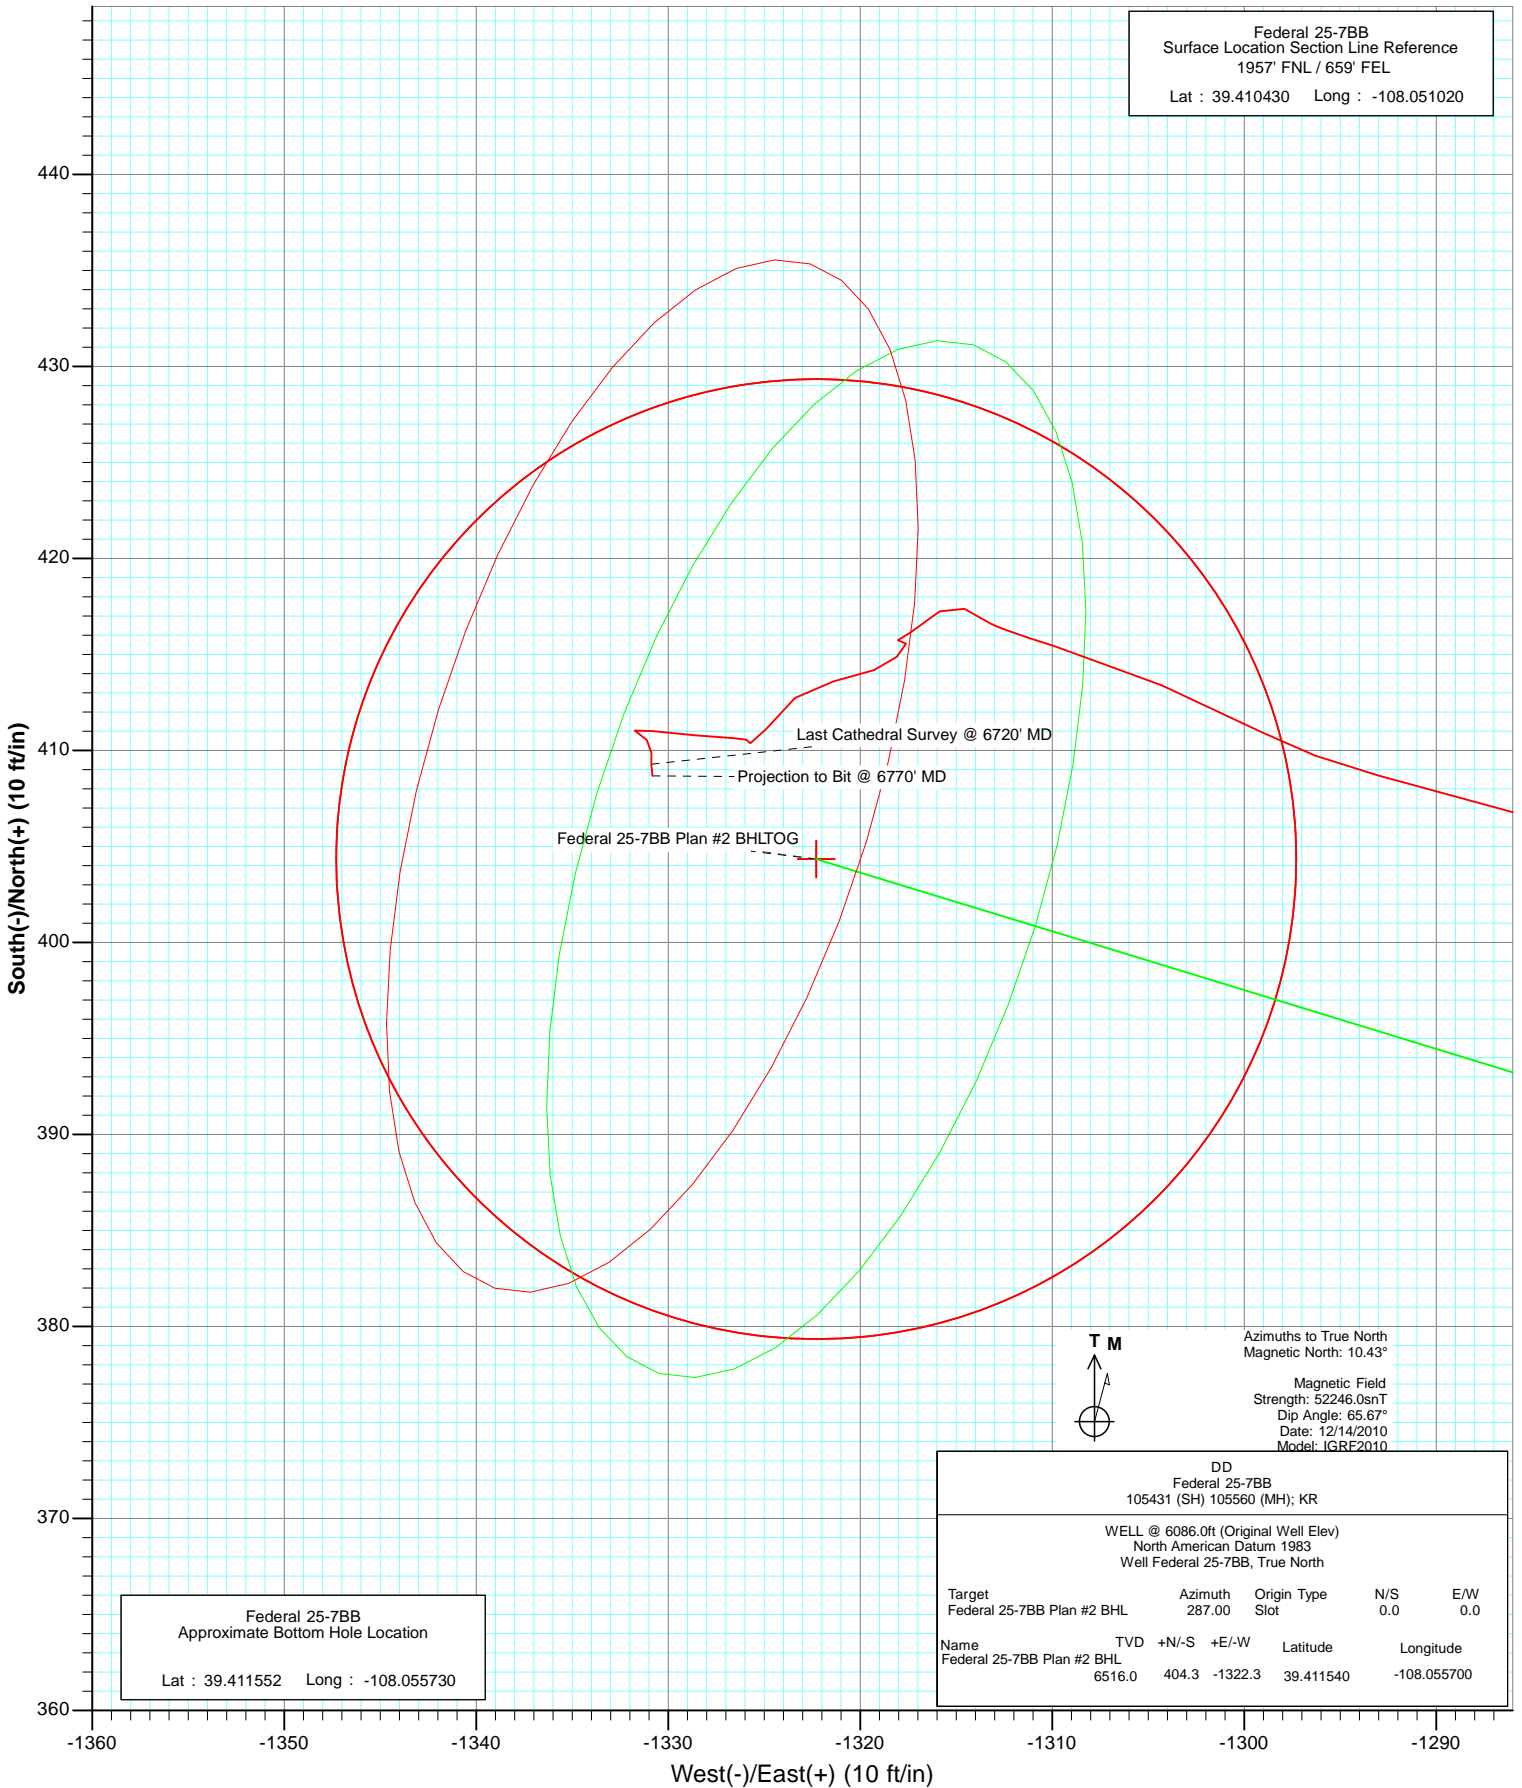 Federal 25-7BB
Surface Location Section Line Reference
1957' FNL / 659' FEL
Lat : 39.410430 Long : -108.051020
440
430
420
410
400
390
380
370
360
South(-)/North(+) (10 ft/in)
Last Cathedral Survey @ 6720' MD
Projection to Bit @ 6770' MD
Federal 25-7BB Plan #2 BHLTOG
T M
Azimuths to True North
Magnetic North: 10.43°
Magnetic Field
Strength: 52246.0snT
Dip Angle: 65.67°
Date: 12/14/2010
Model: IGRF2010
DD
Federal 25-7BB
105431 (SH) 105560 (MH); KR
WELL @ 6086.0ft (Original Well Elev)
North American Datum 1983
Well Federal 25-7BB, True North
Target Azimuth Origin Type N/S E/W
Federal 25-7BB Plan #2 BHL 287.00 Slot 0.0 0.0
Name TVD +N/-S +E/-W Latitude Longitude
Federal 25-7BB Plan #2 BHL
6516.0 404.3 -1322.3 39.411540 -108.055700
Federal 25-7BB
Approximate Bottom Hole Location
Lat : 39.411552 Long : -108.055730
-1360 -1350 -1340 -1330 -1320 -1310 -1300 -1290
West(-)/East(+) (10 ft/in)